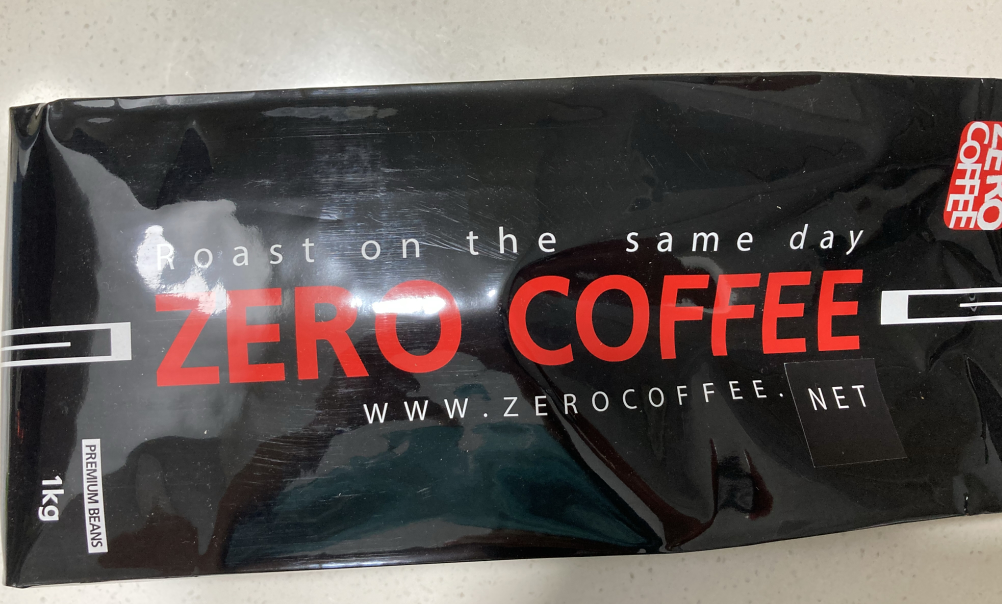 Roast on the same day
ZERO COFFEE
WWW.ZEROCOFFEE.NET
PREMIUM BEANS
1kg
ZERO
COFFEE